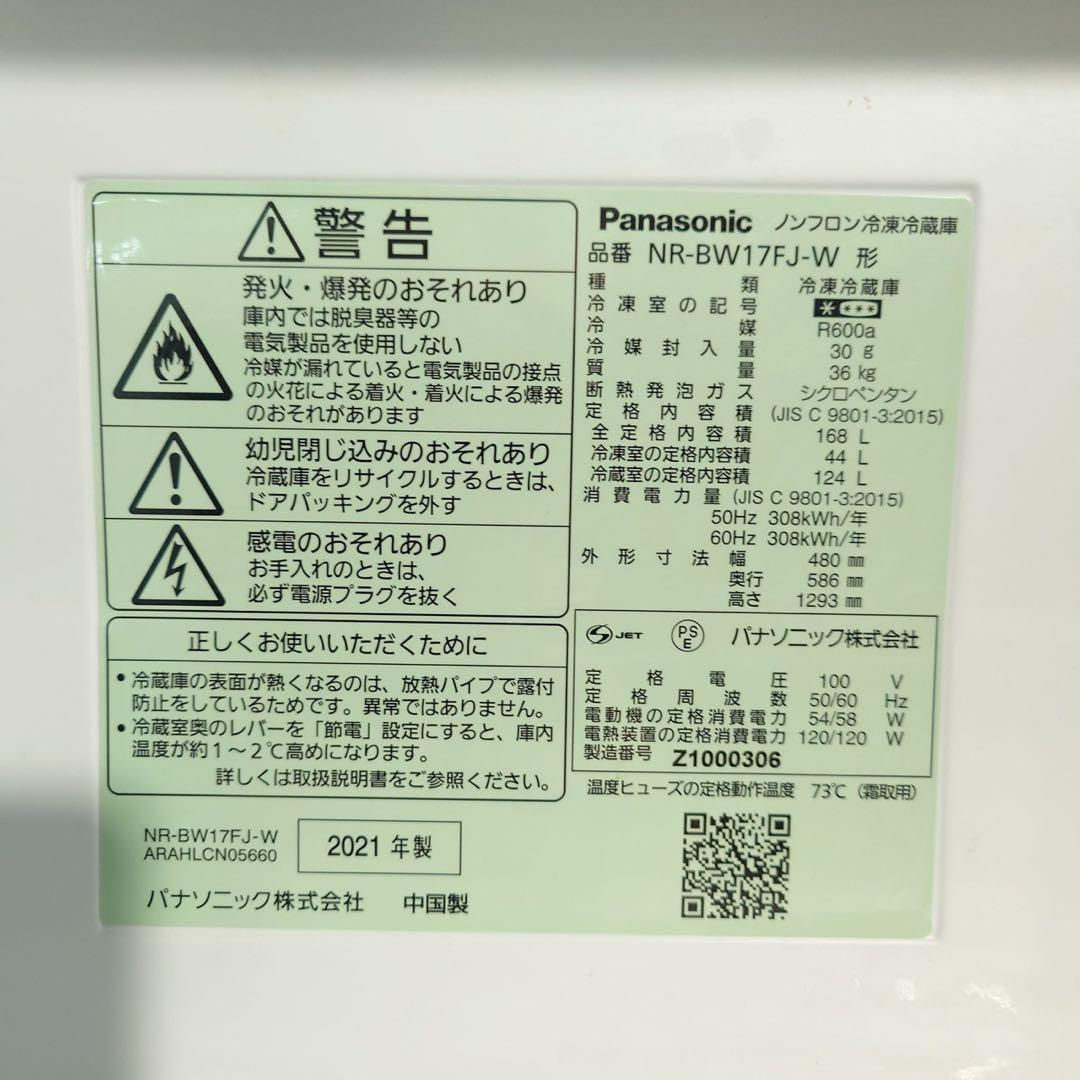 警告
発火・爆発のおそれあり
庫内では脱臭器等の
電気製品を使用しない
冷媒が漏れていると電気製品の接点
の火花による着火・着火による爆発
のおそれがあります
幼児閉じ込みのおそれあり
冷蔵庫をリサイクルするときは、
ドアパッキングを外す
感電のおそれあり
お手入れのときは、
必ず電源プラグを抜く
正しくお使いいただくために
• 冷蔵庫の表面が熱くなるのは、放熱パイプで露付
防止をしているためです。異常ではありません。
• 冷蔵室奥のレバーを「節電」設定にすると、庫内
温度が約1～2℃高めになります。
詳しくは取扱説明書をご参照ください。
NR-BW17FJ-W
ARAHLCN05660
2021 年製
パナソニック株式会社 中国製
Panasonic ノンフロン冷凍冷蔵庫
品番 NR-BW17FJ-W 形
種類 冷凍冷蔵庫
冷凍室の記号 * ***
冷媒 R600a
冷媒封入量 30 g
質量 36 kg
断熱発泡ガス シクロペンタン
定格内容積 (JIS C 9801-3:2015)
全定格内容積 168 L
冷凍室の定格内容積 44 L
冷蔵室の定格内容積 124 L
消費電力量 (JIS C 9801-3:2015)
50Hz 308kWh/年
60Hz 308kWh/年
外形寸法 幅 480 mm
奥行 586 mm
高さ 1293 mm
S JET PS E パナソニック株式会社
定格電圧 100 V
定格周波数 50/60 Hz
電動機の定格消費電力 54/58 W
電熱装置の定格消費電力 120/120 W
製造番号 Z1000306
温度ヒューズの定格動作温度 73℃（霜取用）